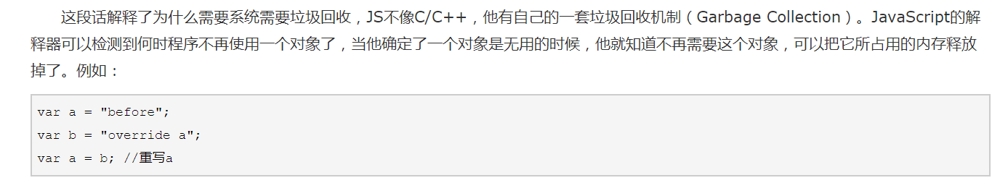 这段话解释了为什么需要系统需要垃圾回收，JS不像C/C++，他有自己的一套垃圾回收机制（Garbage Collection）。JavaScript的解
释器可以检测到何时程序不再使用一个对象了，当他确定了一个对象是无用的时候，他就知道不再需要这个对象，可以把它所占用的内存释放
掉了。例如：
var a = "before";
var b = "override a";
var a = b; //重写a